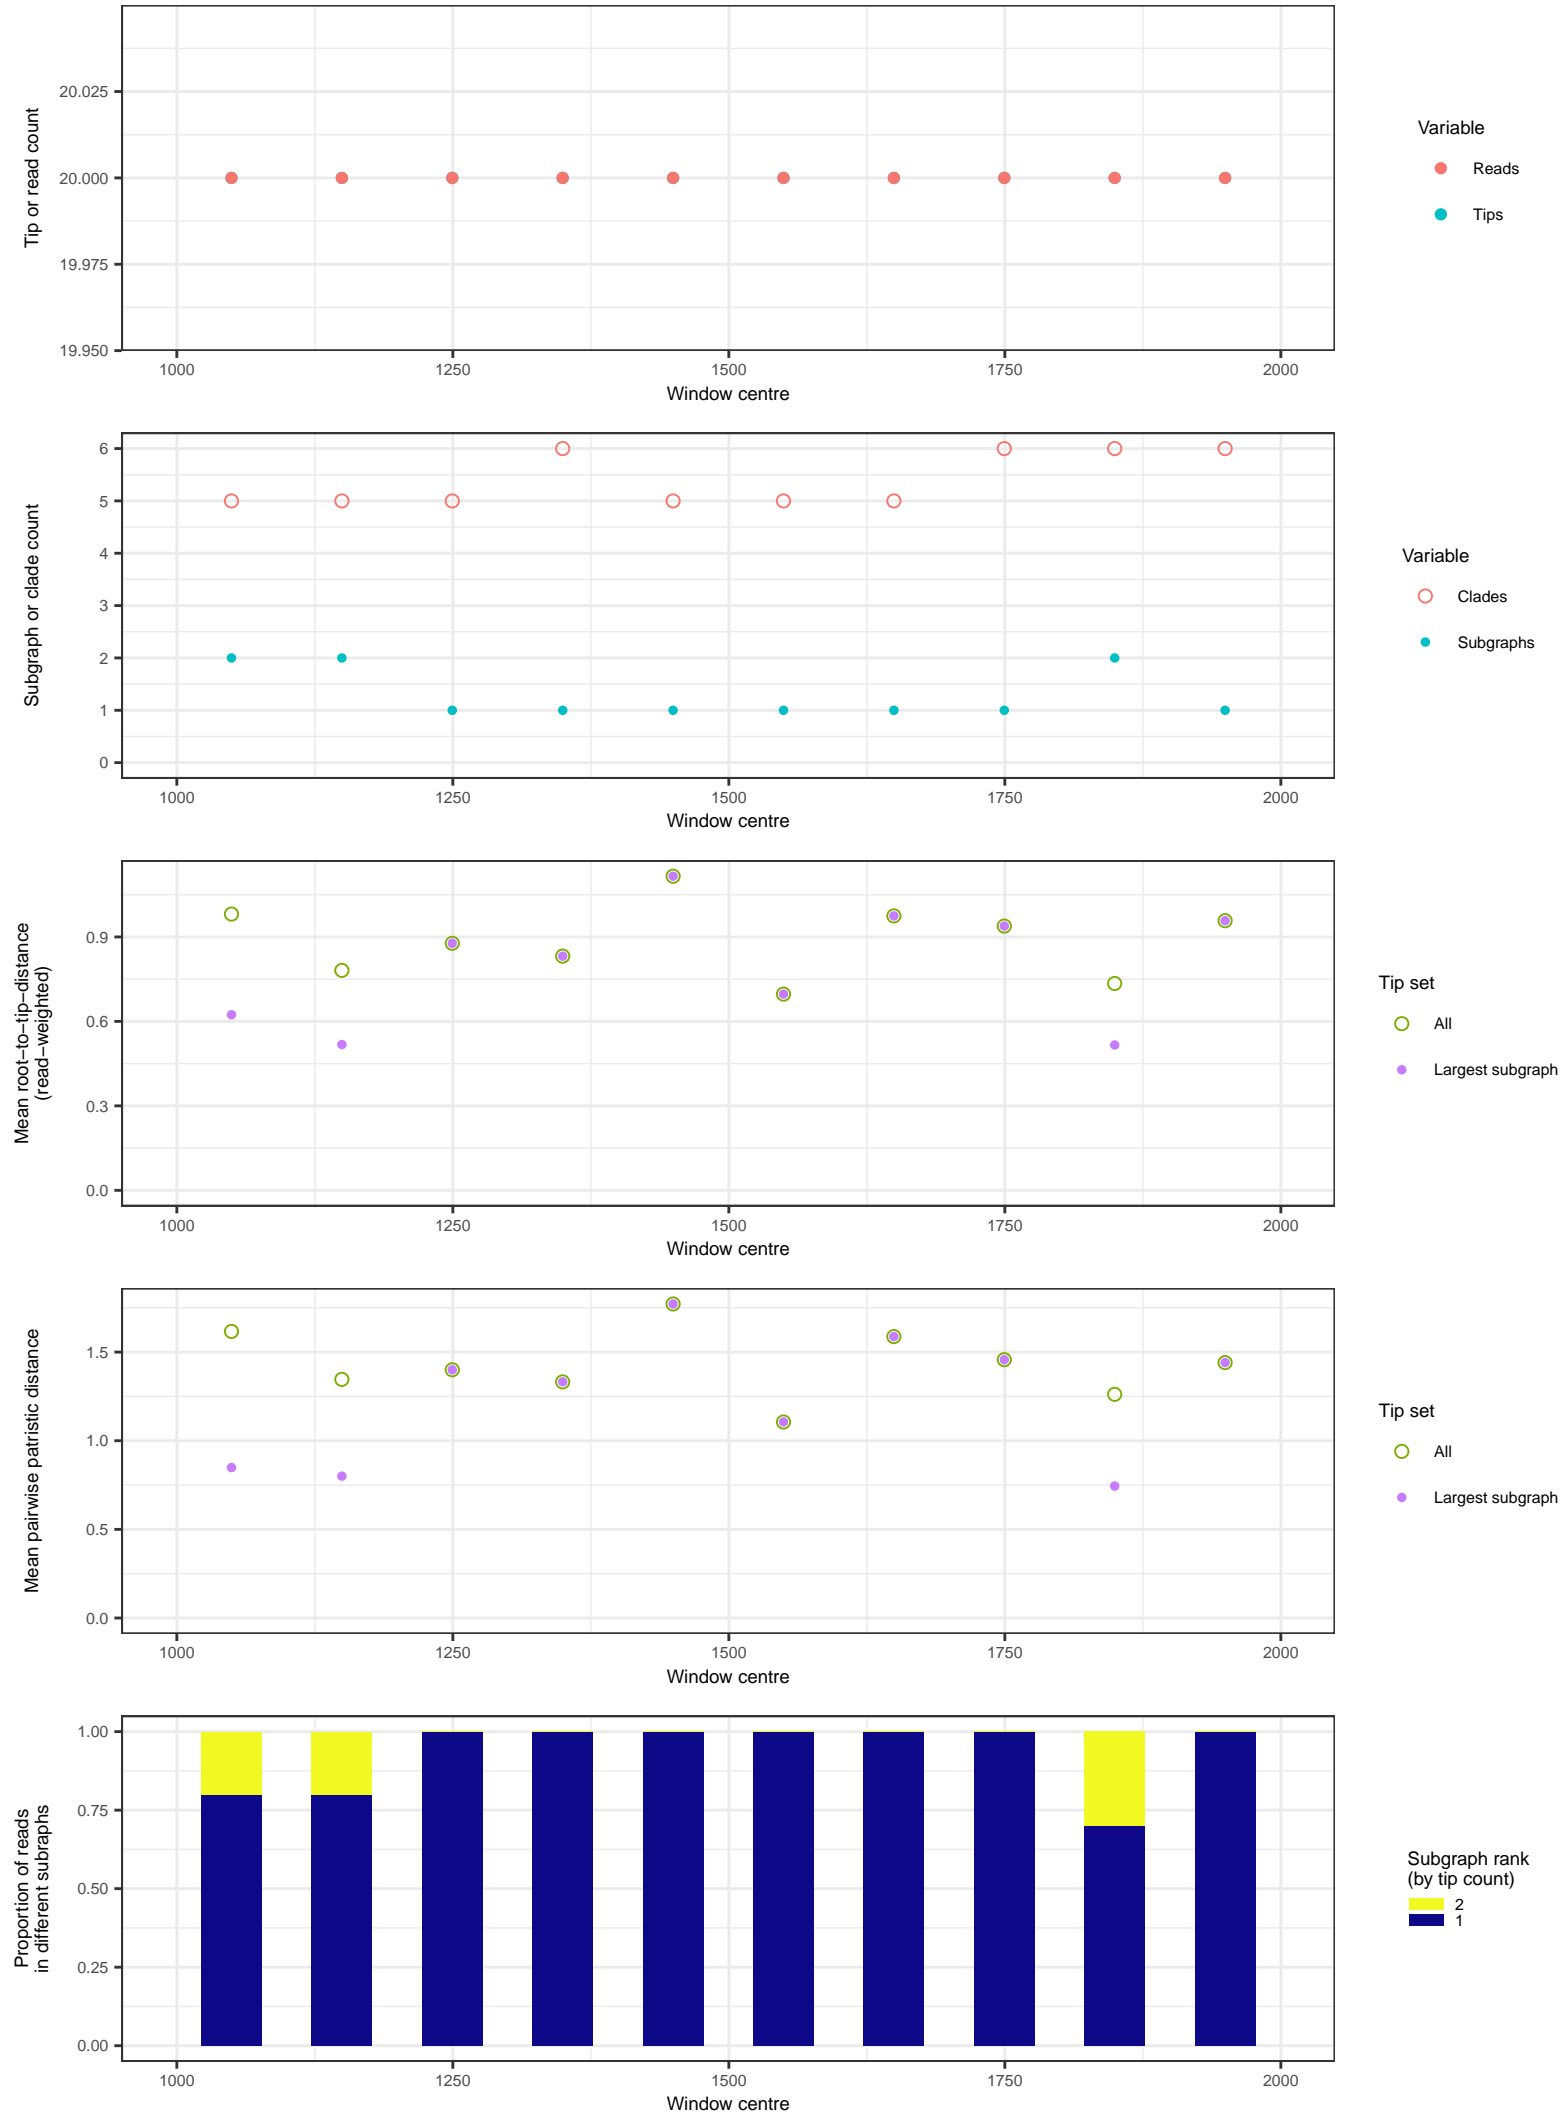 20.025
20.000
19.975
19.950
Tip or read count
1000 1250 1500 1750 2000
Window centre
Variable
Reads
Tips
6
5
4
3
2
1
0
Subgraph or clade count
1000 1250 1500 1750 2000
Window centre
Variable
Clades
Subgraphs
0.9
0.6
0.3
0.0
Mean root−to−tip−distance
(read−weighted)
1000 1250 1500 1750 2000
Window centre
Tip set
All
Largest subgraph
1.5
1.0
0.5
0.0
Mean pairwise patristic distance
1000 1250 1500 1750 2000
Window centre
Tip set
All
Largest subgraph
1.00
0.75
0.50
0.25
0.00
Proportion of reads
in different subraphs
1000 1250 1500 1750 2000
Window centre
Subgraph rank
(by tip count)
2
1